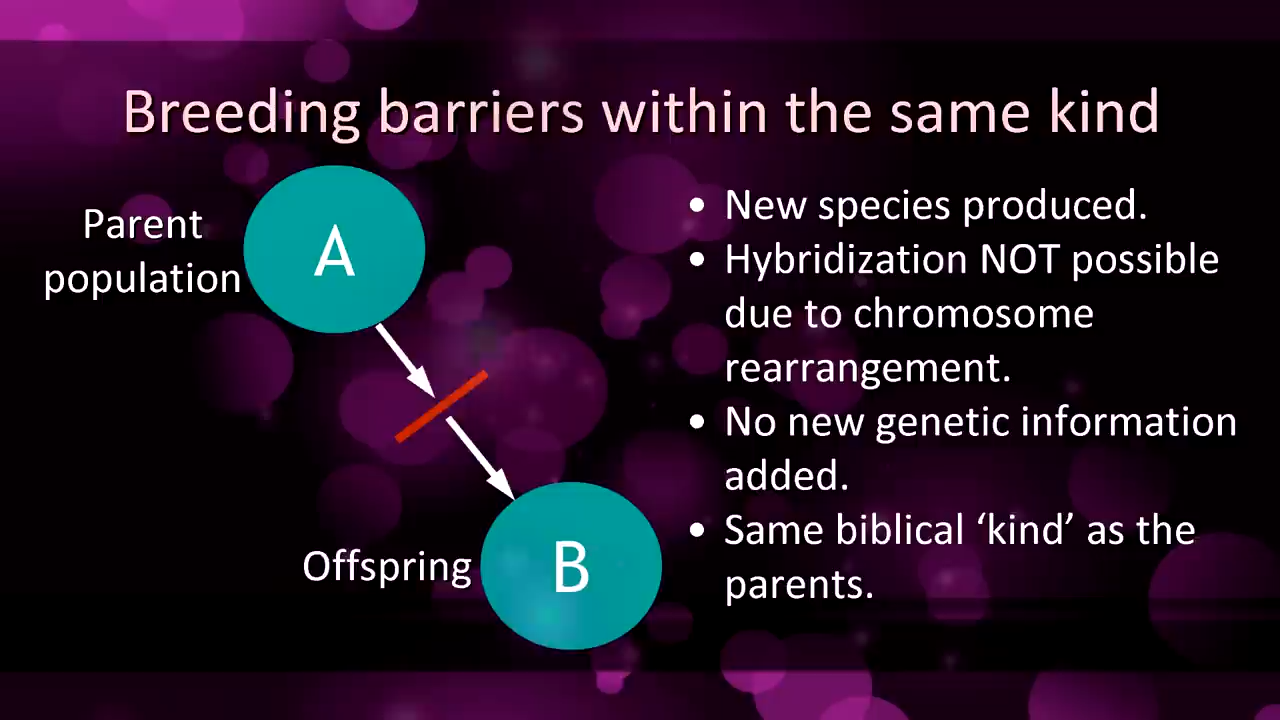 Breeding barriers within the same kind
Parent
population
A
Offspring
B
• New species produced.
• Hybridization NOT possible
due to chromosome
rearrangement.
• No new genetic information
added.
• Same biblical ‘kind’ as the
parents.